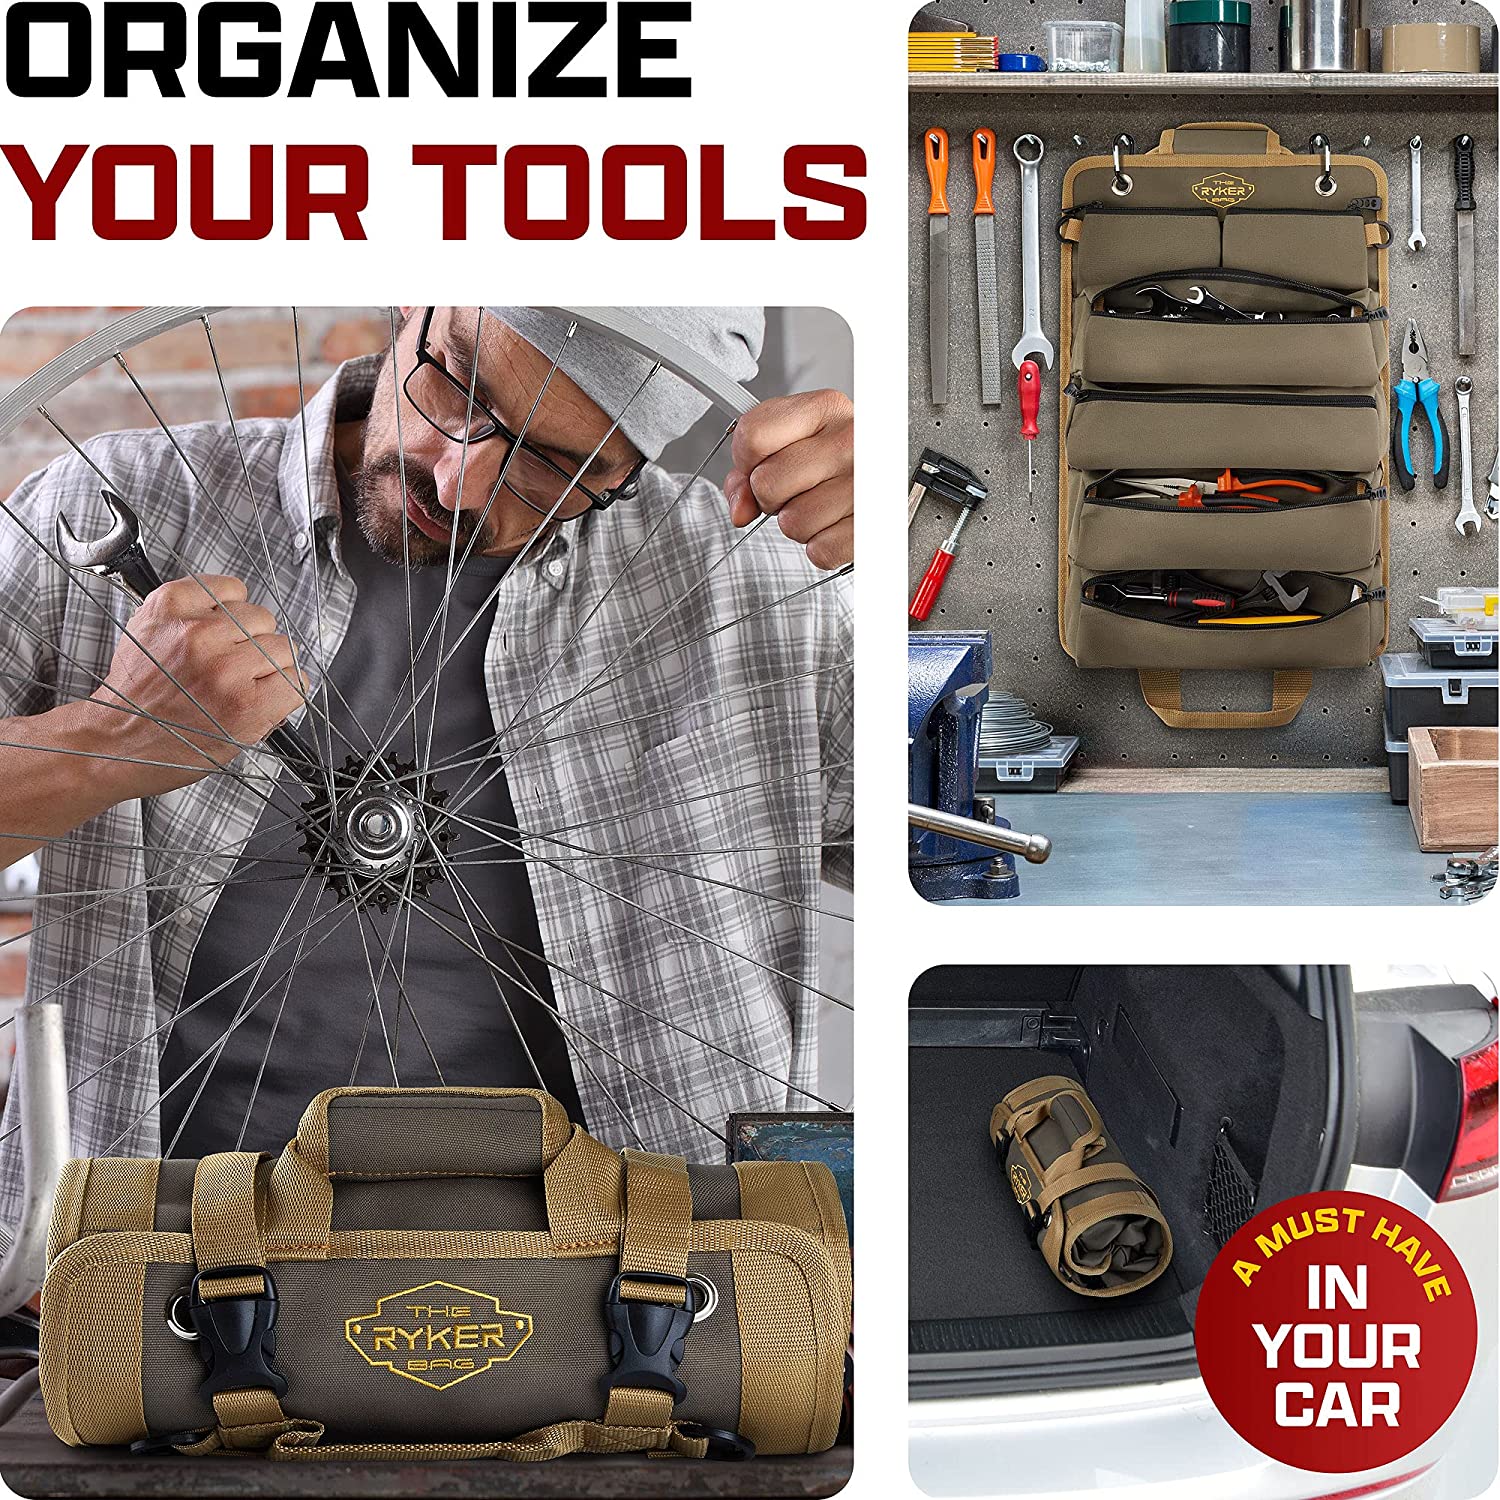 ORGANIZE
YOUR TOOLS
THE
RYKER
BAG
THE
RYKER
BAG
A MUST HAVE
IN
YOUR
CAR